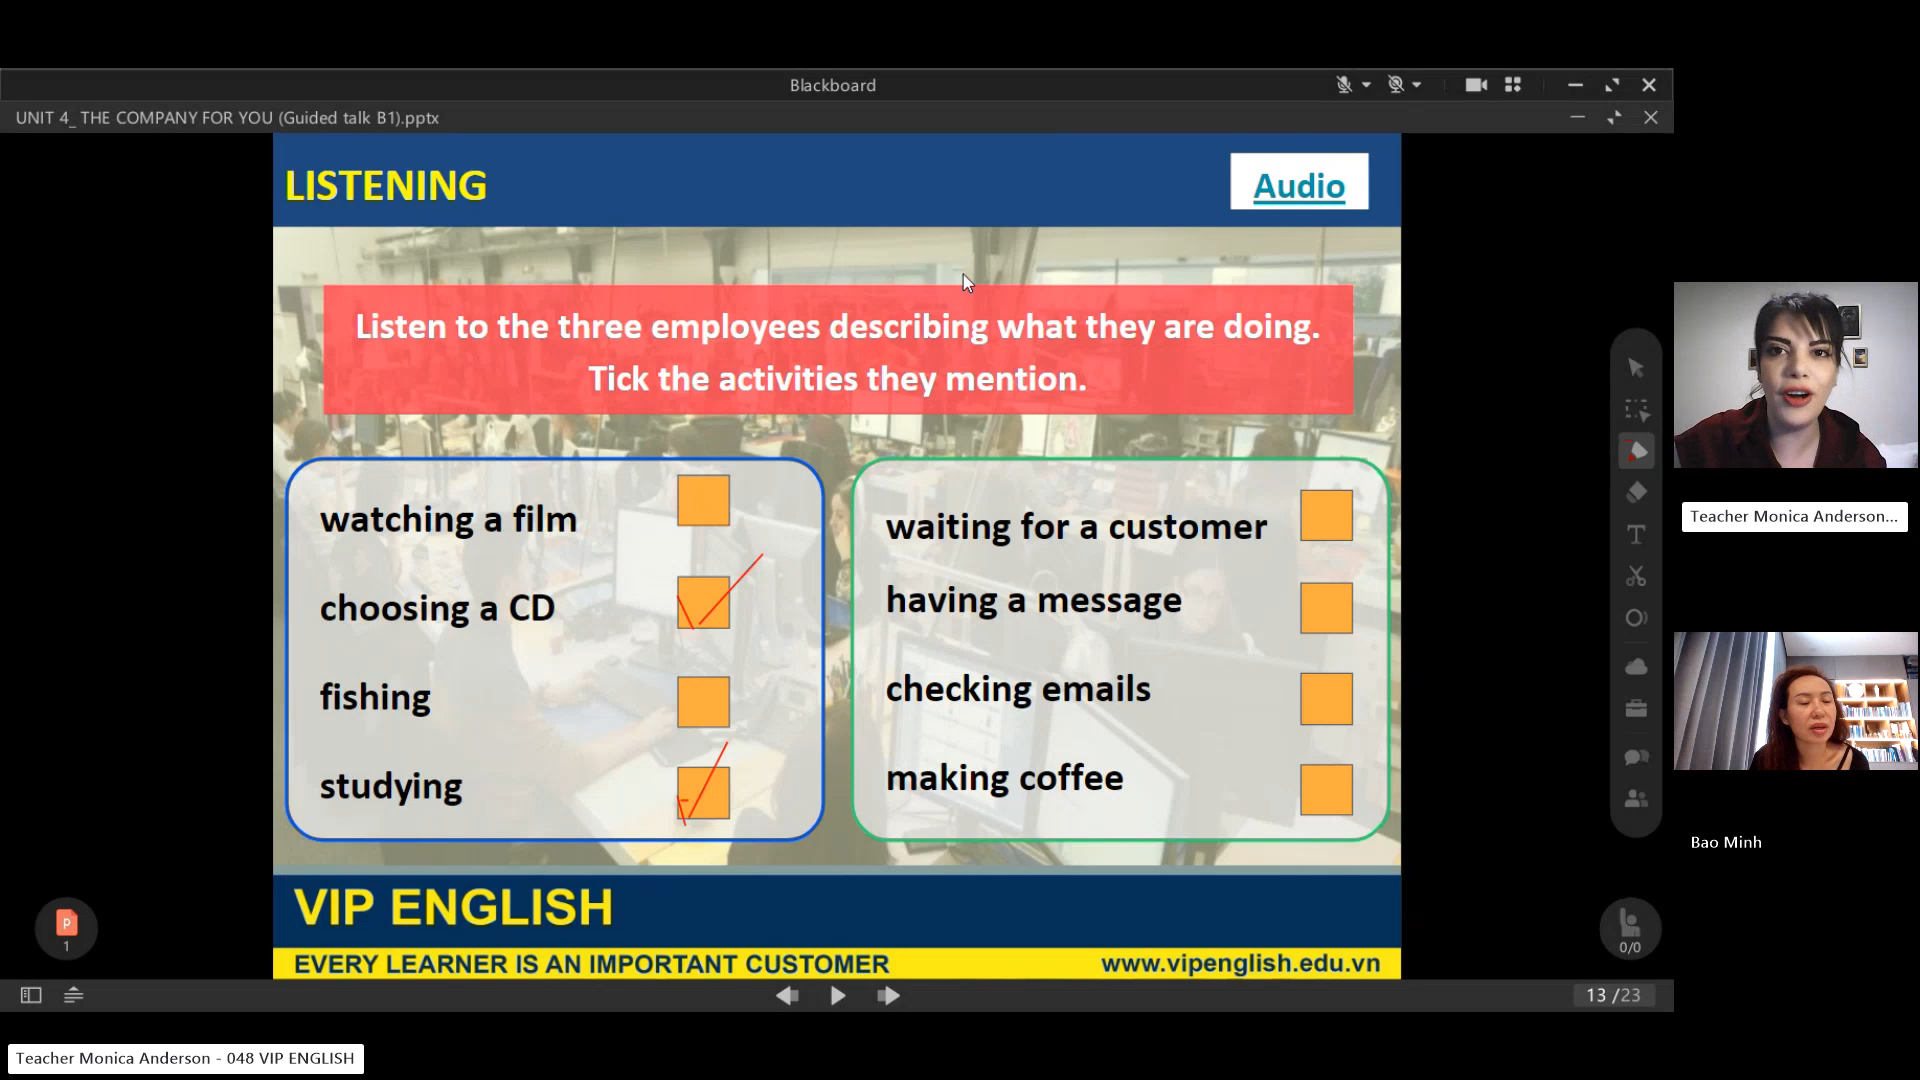 Blackboard
UNIT 4_ THE COMPANY FOR YOU (Guided talk B1).pptx
LISTENING
Audio
Listen to the three employees describing what they are doing.
Tick the activities they mention.
watching a film
choosing a CD
fishing
studying
waiting for a customer
having a message
checking emails
making coffee
VIP ENGLISH
EVERY LEARNER IS AN IMPORTANT CUSTOMER
www.vipenglish.edu.vn
P
1
T
0/0
13 /23
Teacher Monica Anderson...
Bao Minh
Teacher Monica Anderson - 048 VIP ENGLISH